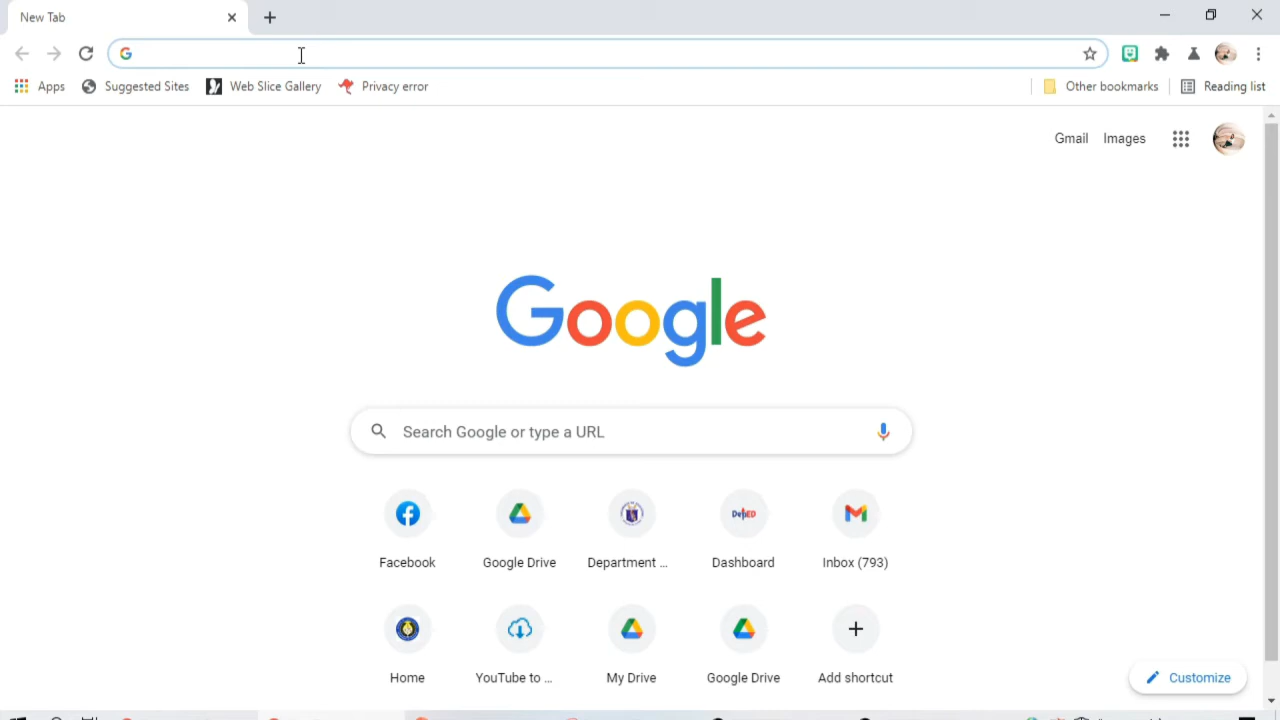 New Tab
Apps
Suggested Sites
Web Slice Gallery
Privacy error
Other bookmarks
Reading list
Gmail
Images
Google
Search Google or type a URL
DepED
Facebook
Google Drive
Department ...
Dashboard
Inbox (793)
Home
YouTube to ...
My Drive
Google Drive
Add shortcut
Customize